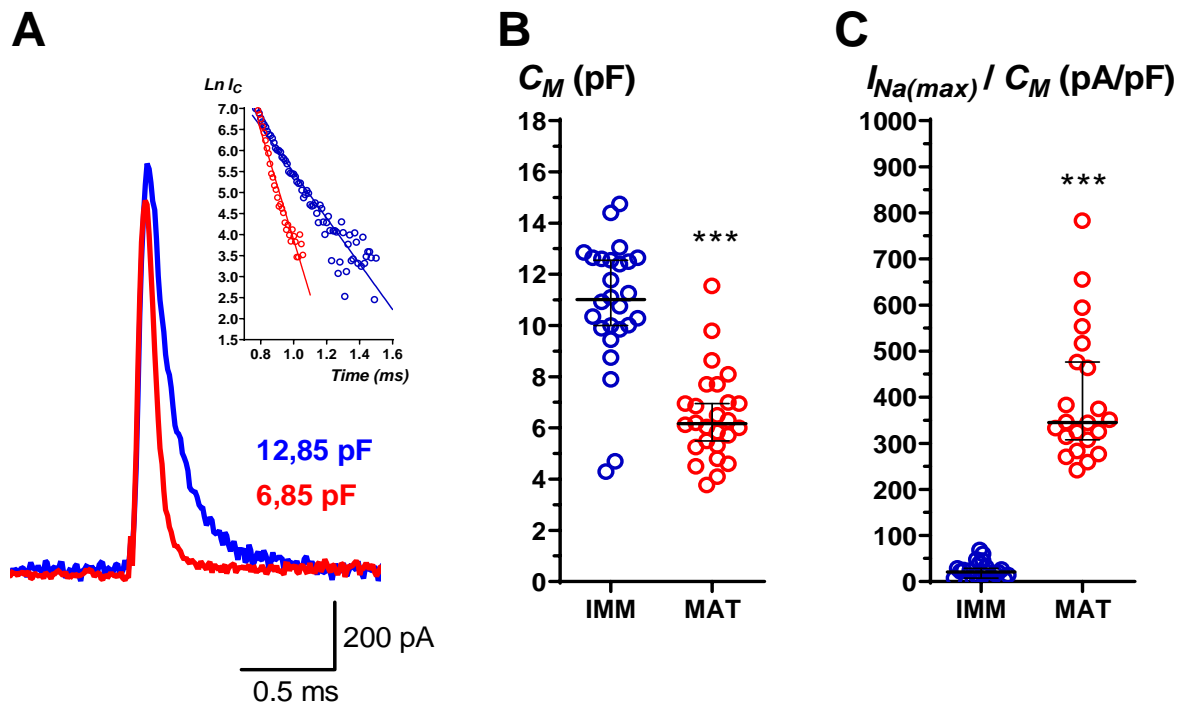 A
Ln I_C
7.0
6.5
6.0
5.5
5.0
4.5
4.0
3.5
3.0
2.5
2.0
1.5
0.8 1.0 1.2 1.4 1.6
Time (ms)
12,85 pF
6,85 pF
200 pA
0.5 ms
B
C_M (pF)
18
16
14
12
10
8
6
4
2
0
***
IMM MAT
C
I_Na(max) / C_M (pA/pF)
1000
900
800
700
600
500
400
300
200
100
0
***
IMM MAT